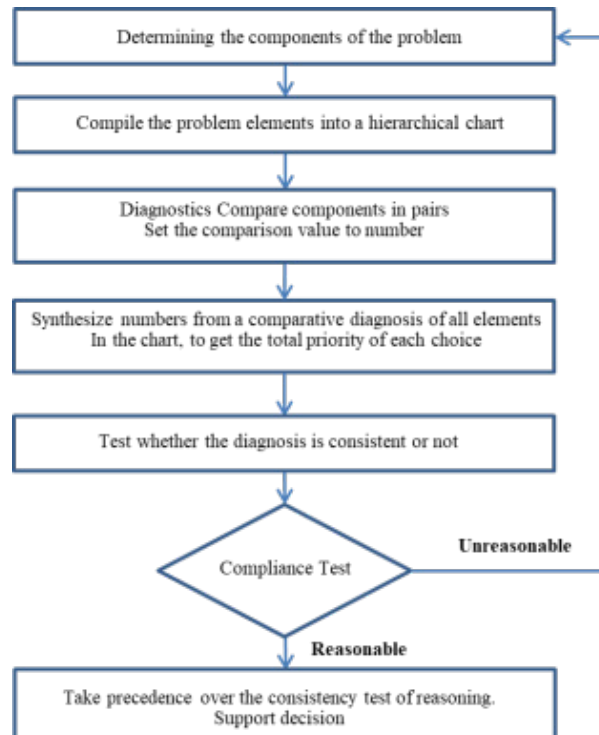 Determining the components of the problem
Compile the problem elements into a hierarchical chart
Diagnostics Compare components in pairs
Set the comparison value to number
Synthesize numbers from a comparative diagnosis of all elements
In the chart, to get the total priority of each choice
Test whether the diagnosis is consistent or not
Compliance Test
Unreasonable
Reasonable
Take precedence over the consistency test of reasoning.
Support decision